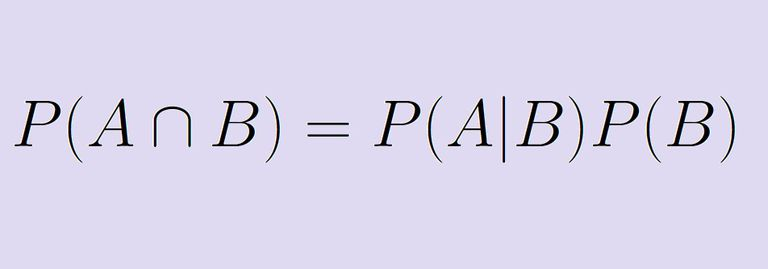 P(A ∩ B) = P(A|B)P(B)